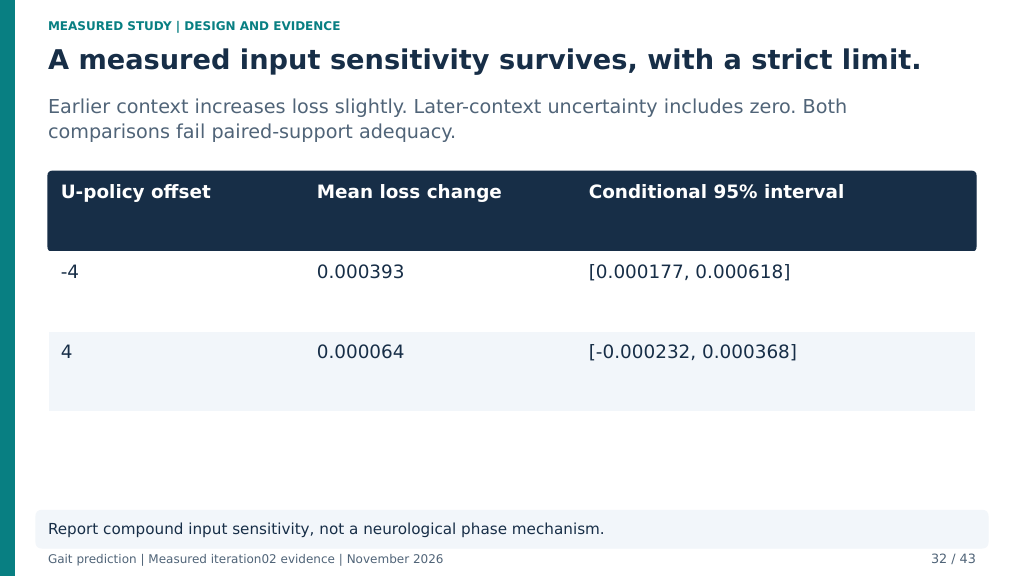 MEASURED STUDY | DESIGN AND EVIDENCE
A measured input sensitivity survives, with a strict limit.
Earlier context increases loss slightly. Later-context uncertainty includes zero. Both
comparisons fail paired-support adequacy.
U-policy offset Mean loss change Conditional 95% interval
-4 0.000393 [0.000177, 0.000618]
4 0.000064 [-0.000232, 0.000368]
Report compound input sensitivity, not a neurological phase mechanism.
Gait prediction | Measured iteration02 evidence | November 2026 32 / 43